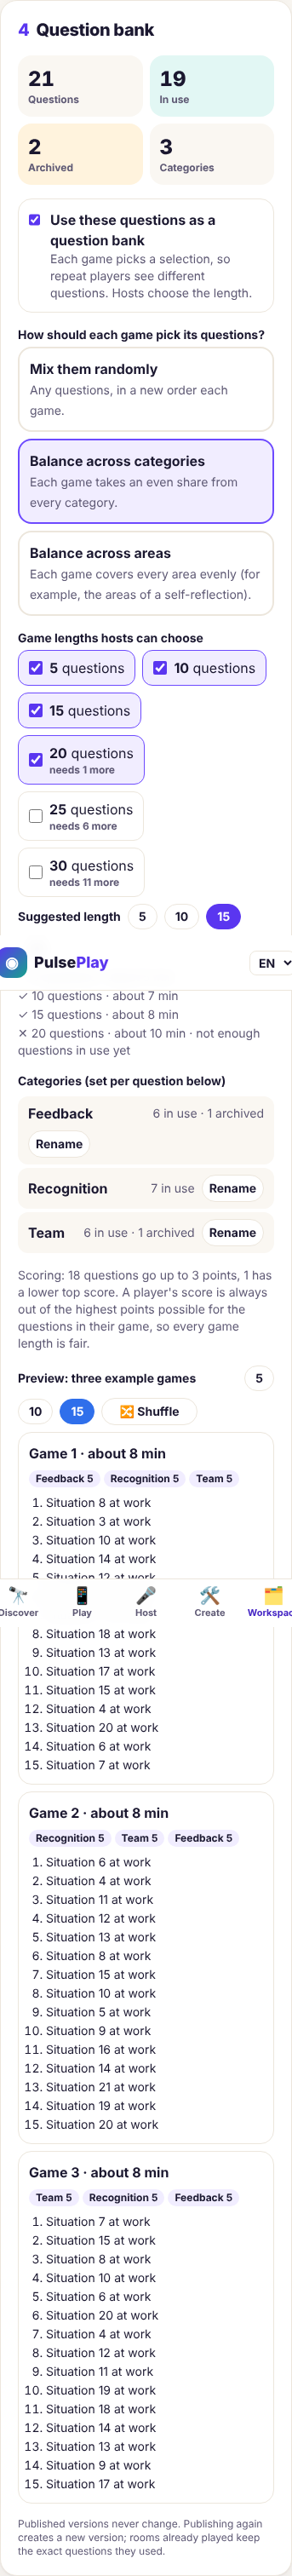 4 Question bank
21
Questions
19
In use
2
Archived
3
Categories
Use these questions as a
question bank
Each game picks a selection, so
repeat players see different
questions. Hosts choose the length.
How should each game pick its questions?
Mix them randomly
Any questions, in a new order each
game.
Balance across categories
Each game takes an even share from
every category.
Balance across areas
Each game covers every area evenly (for
example, the areas of a self-reflection).
Game lengths hosts can choose
5 questions
10 questions
15 questions
20 questions
needs 1 more
25 questions
needs 6 more
30 questions
needs 11 more
Suggested length 5 10 15
PulsePlay
EN
✓ 10 questions · about 7 min
✓ 15 questions · about 8 min
✕ 20 questions · about 10 min · not enough
questions in use yet
Categories (set per question below)
Feedback 6 in use · 1 archived
Rename
Recognition 7 in use Rename
Team 6 in use · 1 archived Rename
Scoring: 18 questions go up to 3 points, 1 has
a lower top score. A player's score is always
out of the highest points possible for the
questions in their game, so every game
length is fair.
Preview: three example games 5
10 15 🔀 Shuffle
Game 1 · about 8 min
Feedback 5 Recognition 5 Team 5
1. Situation 8 at work
2. Situation 3 at work
3. Situation 10 at work
4. Situation 14 at work
5. Situation 12 at work
Discover
Play
Host
Create
Workspac
8. Situation 18 at work
9. Situation 13 at work
10. Situation 17 at work
11. Situation 15 at work
12. Situation 4 at work
13. Situation 20 at work
14. Situation 6 at work
15. Situation 7 at work
Game 2 · about 8 min
Recognition 5 Team 5 Feedback 5
1. Situation 6 at work
2. Situation 4 at work
3. Situation 11 at work
4. Situation 12 at work
5. Situation 13 at work
6. Situation 8 at work
7. Situation 15 at work
8. Situation 10 at work
9. Situation 5 at work
10. Situation 9 at work
11. Situation 16 at work
12. Situation 14 at work
13. Situation 21 at work
14. Situation 19 at work
15. Situation 20 at work
Game 3 · about 8 min
Team 5 Recognition 5 Feedback 5
1. Situation 7 at work
2. Situation 15 at work
3. Situation 8 at work
4. Situation 10 at work
5. Situation 6 at work
6. Situation 20 at work
7. Situation 4 at work
8. Situation 12 at work
9. Situation 11 at work
10. Situation 19 at work
11. Situation 18 at work
12. Situation 14 at work
13. Situation 13 at work
14. Situation 9 at work
15. Situation 17 at work
Published versions never change. Publishing again
creates a new version; rooms already played keep
the exact questions they used.